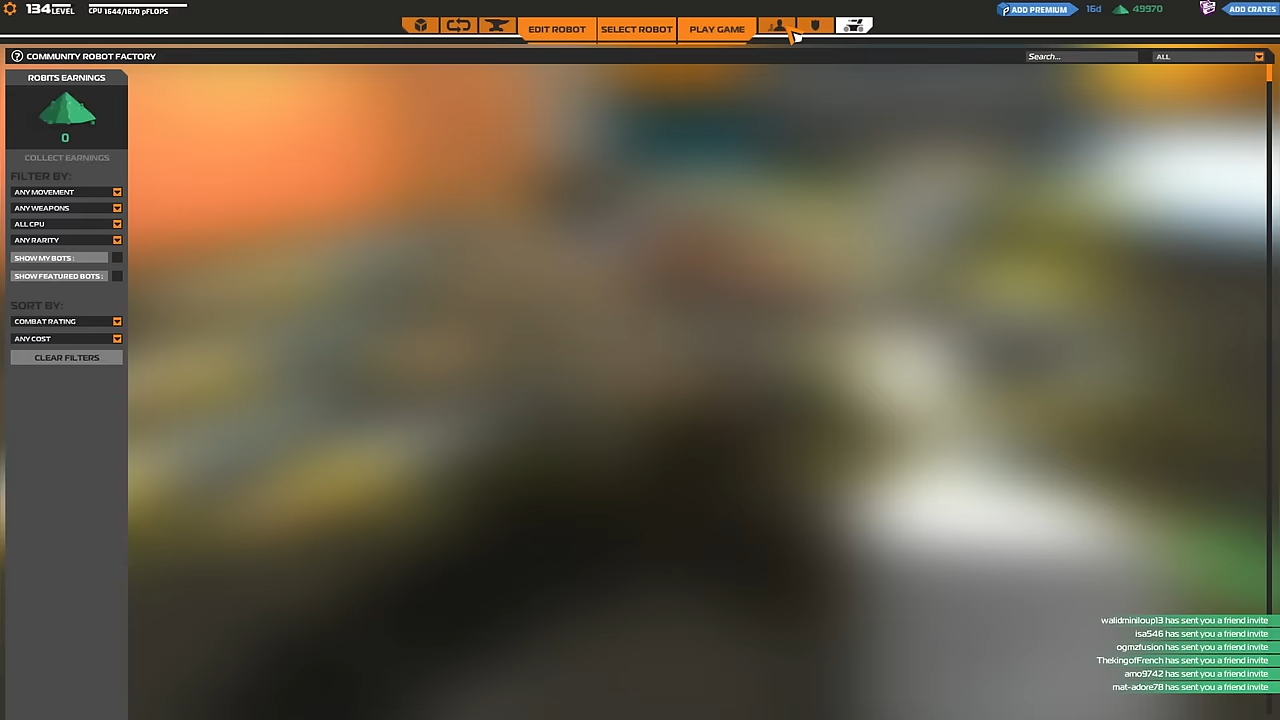 134 LEVEL
CPU 1644/1670 pFLOPS
EDIT ROBOT
SELECT ROBOT
PLAY GAME
ADD PREMIUM
16d
49970
ADD CRATES
COMMUNITY ROBOT FACTORY
Search...
ALL
ROBITS EARNINGS
0
COLLECT EARNINGS
FILTER BY:
ANY MOVEMENT
ANY WEAPONS
ALL CPU
ANY RARITY
SHOW MY BOTS :
SHOW FEATURED BOTS :
SORT BY:
COMBAT RATING
ANY COST
CLEAR FILTERS
walidminiloup13 has sent you a friend invite
isa546 has sent you a friend invite
ogmzfusion has sent you a friend invite
ThekingofFrench has sent you a friend invite
amo9742 has sent you a friend invite
mat-adore78 has sent you a friend invite